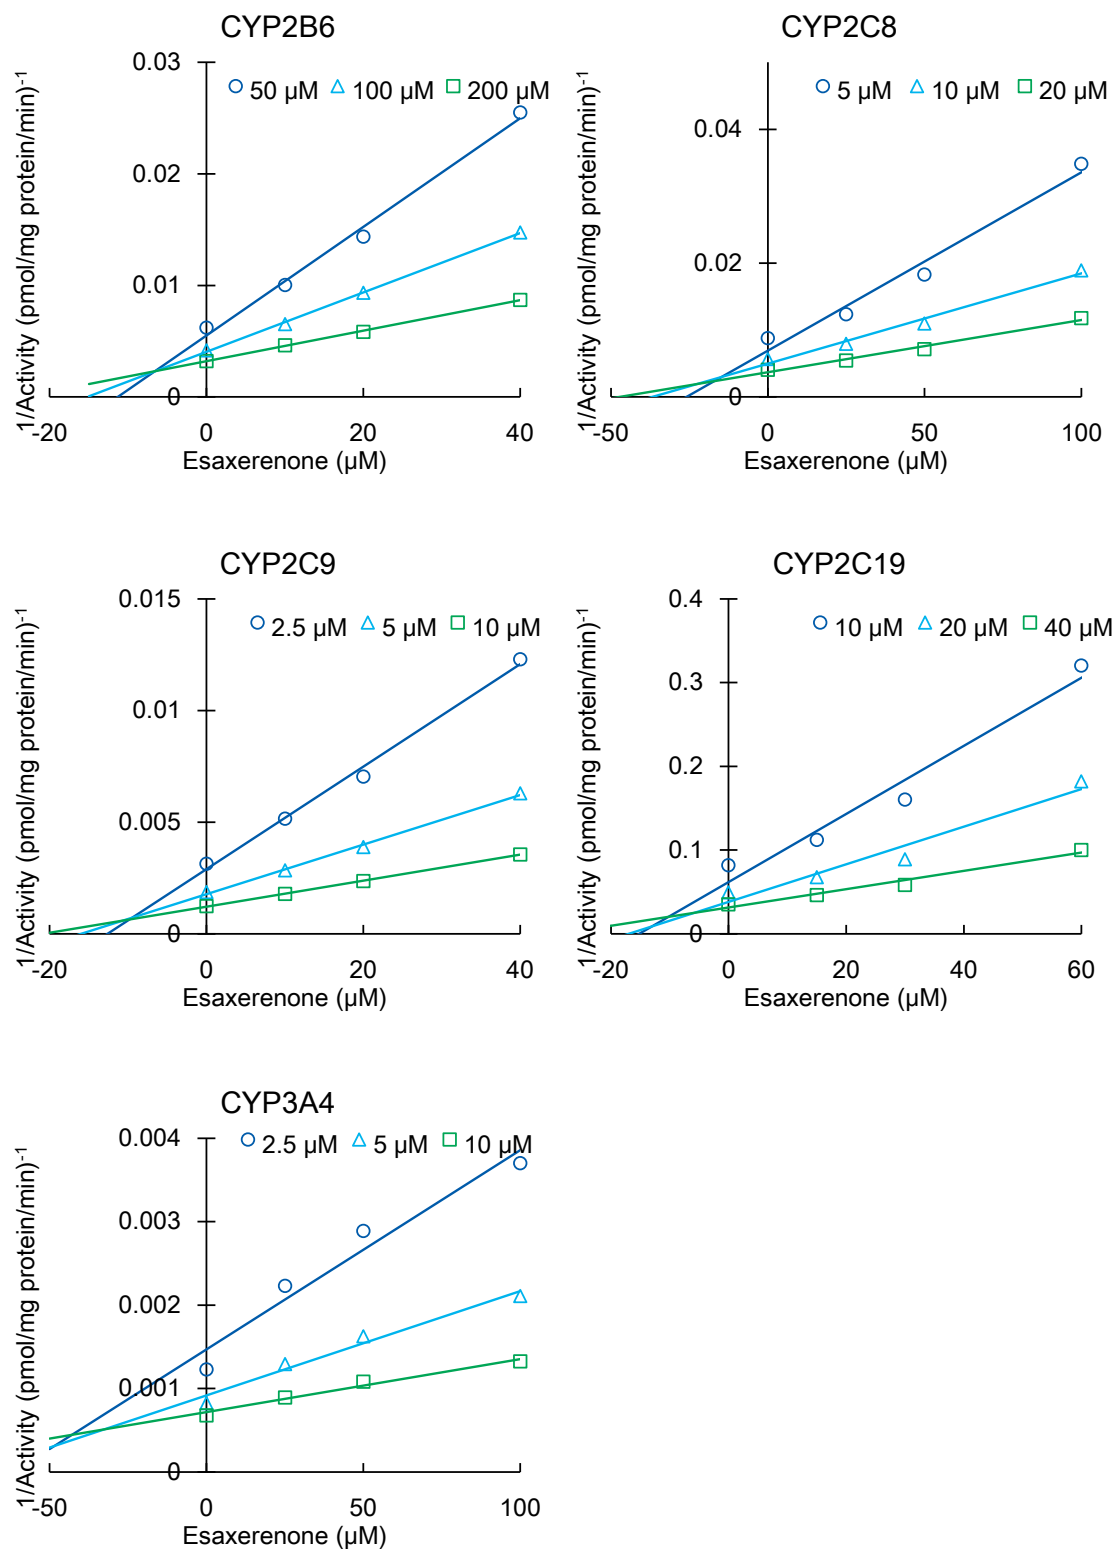 CYP2B6
1/Activity (pmol/mg protein/min)-1
50 µM 100 µM 200 µM
0.03
0.02
0.01
0
-20 0 20 40
Esaxerenone (µM)
CYP2C8
1/Activity (pmol/mg protein/min)-1
5 µM 10 µM 20 µM
0.04
0.02
0
-50 0 50 100
Esaxerenone (µM)
CYP2C9
1/Activity (pmol/mg protein/min)-1
2.5 µM 5 µM 10 µM
0.015
0.01
0.005
0
-20 0 20 40
Esaxerenone (µM)
CYP2C19
1/Activity (pmol/mg protein/min)-1
10 µM 20 µM 40 µM
0.4
0.3
0.2
0.1
0
-20 0 20 40 60
Esaxerenone (µM)
CYP3A4
1/Activity (pmol/mg protein/min)-1
2.5 µM 5 µM 10 µM
0.004
0.003
0.002
0.001
0
-50 0 50 100
Esaxerenone (µM)